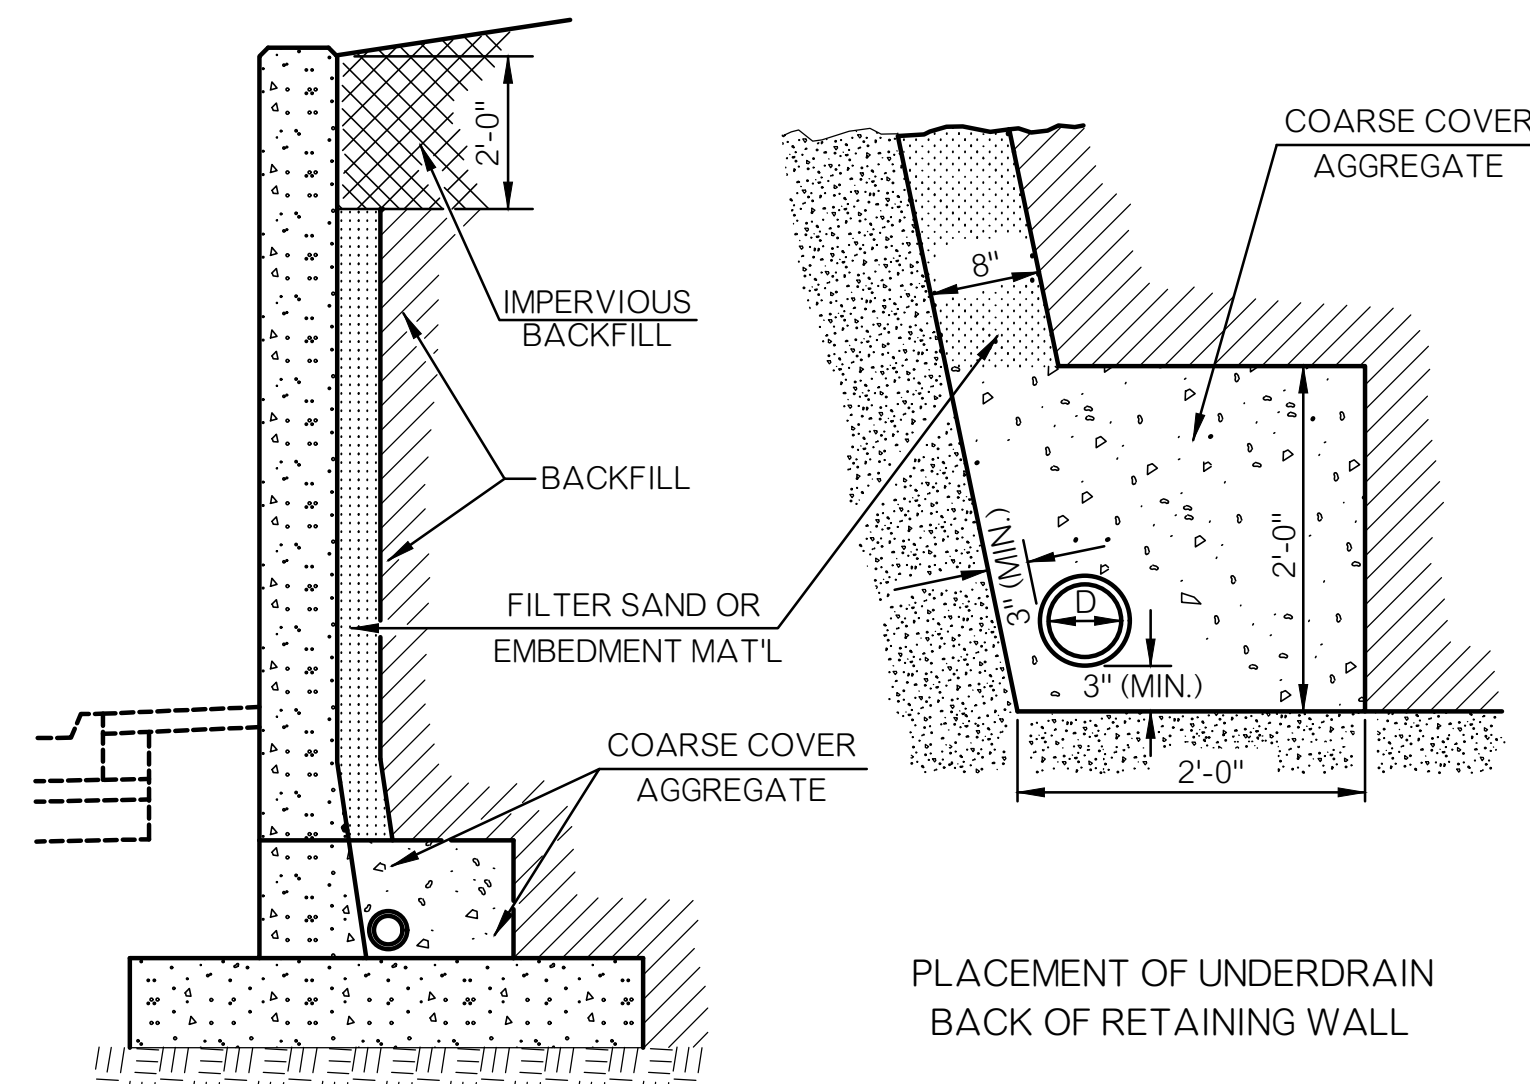 2'-0"
COARSE COVER
AGGREGATE
8"
IMPERVIOUS
BACKFILL
BACKFILL
FILTER SAND OR
EMBEDMENT MAT'L
3" (MIN.)
D
2'-0"
3" (MIN.)
2'-0"
COARSE COVER
AGGREGATE
PLACEMENT OF UNDERDRAIN
BACK OF RETAINING WALL